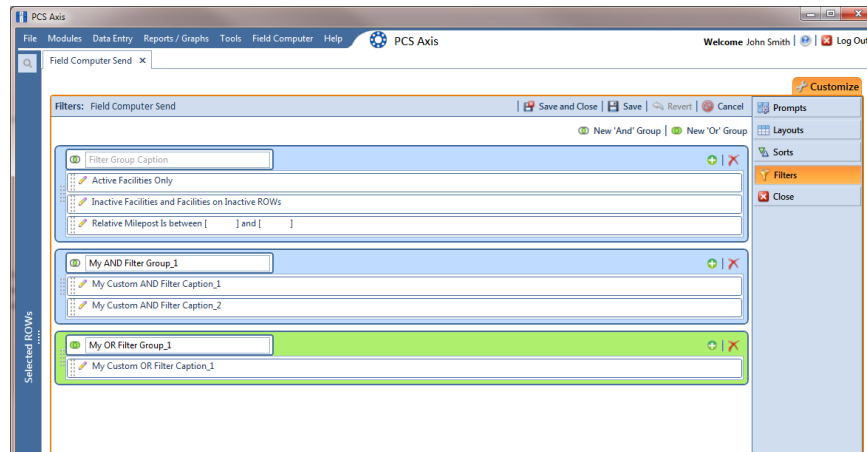 PCS Axis
File Modules Data Entry Reports / Graphs Tools Field Computer Help PCS Axis Welcome John Smith | Log Out
Field Computer Send
Customize
Filters: Field Computer Send | Save and Close | Save | Revert | Cancel
Prompts
New 'And' Group | New 'Or' Group
Layouts
Sorts
Filters
Close
Filter Group Caption
Active Facilities Only
Inactive Facilities and Facilities on Inactive ROWs
Relative Milepost Is between [ ] and [ ]
My AND Filter Group_1
My Custom AND Filter Caption_1
My Custom AND Filter Caption_2
My OR Filter Group_1
My Custom OR Filter Caption_1
Selected ROWs